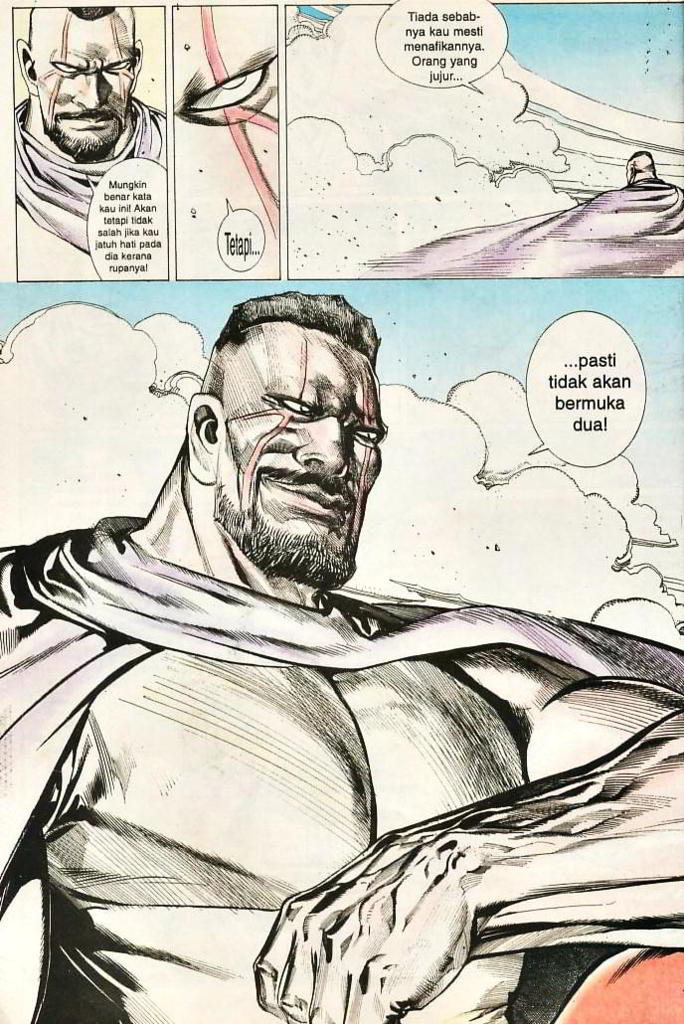 Mungkin
benar kata
kau ini! Akan
tetapi tidak
salah jika kau
jatuh hati pada
dia kerana
rupanya!
Tetapi...
Tiada sebab-
nya kau mesti
menafikannya.
Orang yang
jujur...
...pasti
tidak akan
bermuka
dua!